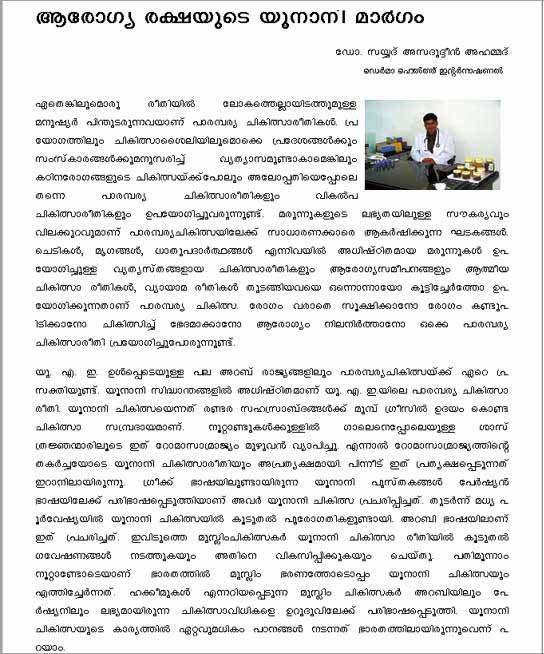 ആരോഗ്യ രക്ഷയുടെ യൂനാനി മാർഗം
ഡോ. സയ്യദ് അസദുദ്ദീൻ അഹമ്മദ്
ഡെർമാ ഹെൽത്ത് ഇന്റർനാഷണൽ
ഏതെങ്കിലുമൊരു രീതിയിൽ ലോകത്തെല്ലായിടത്തുമുള്ള
മനുഷ്യർ പിന്തുടരുന്നവയാണ് പാരമ്പര്യ ചികിത്സാരീതികൾ. പ്ര
യോഗത്തിലും ചികിത്സാശൈലിയിലുമൊക്കെ പ്രദേശങ്ങൾക്കും
സംസ്കാരങ്ങൾക്കുമനുസരിച്ച് വ്യത്യാസമുണ്ടാകാമെങ്കിലും
കഠിനരോഗങ്ങളുടെ ചികിത്സയ്ക്ക്പോലും അലോപ്പതിയെപ്പോലെ
തന്നെ പാരമ്പര്യ ചികിത്സാരീതികളും വികൽപ
ചികിത്സാരീതികളും ഉപയോഗിച്ചുവരുന്നുണ്ട്. മരുന്നുകളുടെ ലഭ്യതയിലുള്ള സൗകര്യവും
വിലക്കുറവുമാണ് പാരമ്പര്യചികിത്സയിലേക്ക് സാധാരണക്കാരെ ആകർഷിക്കുന്ന ഘടകങ്ങൾ.
ചെടികൾ, മൃഗങ്ങൾ, ധാതുപദാർത്ഥങ്ങൾ എന്നിവയിൽ അധിഷ്ഠിതമായ മരുന്നുകൾ ഉപ
യോഗിച്ചുള്ള വ്യത്യസ്തങ്ങളായ ചികിത്സാരീതികളും ആരോഗ്യസമീപനങ്ങളും ആത്മീയ
ചികിത്സാ രീതികൾ, വ്യായാമ രീതികൾ തുടങ്ങിയവയെ ഒന്നൊന്നായോ കൂട്ടിച്ചേർത്തോ ഉപ
യോഗിക്കുന്നതാണ് പാരമ്പര്യ ചികിത്സ. രോഗം വരാതെ സൂക്ഷിക്കാനോ രോഗം കണ്ടുപ
ിടിക്കാനോ ചികിത്സിച്ച് ഭേദമാക്കാനോ ആരോഗ്യം നിലനിർത്താനോ ഒക്കെ പാരമ്പര്യ
ചികിത്സാരീതി പ്രയോഗിച്ചുപോരുന്നുണ്ട്.
യു. എ. ഇ. ഉൾപ്പെടെയുള്ള പല അറബ് രാജ്യങ്ങളിലും പാരമ്പര്യചികിത്സയ്ക്ക് ഏറെ പ്ര
സക്തിയുണ്ട്. യൂനാനി സിദ്ധാന്തങ്ങളിൽ അധിഷ്ഠിതമാണ് യു. എ. ഇ.യിലെ പാരമ്പര്യ ചികിത്സാ
രീതി. യൂനാനി ചികിത്സയെന്നത് രണ്ടര സഹസ്രാബ്ദങ്ങൾക്ക് മുമ്പ് ഗ്രീസിൽ ഉദയം കൊണ്ട
ചികിത്സാ സമ്പ്രദായമാണ്. നൂറ്റാണ്ടുകൾക്കുള്ളിൽ ഗാലെനെപ്പോലെയുള്ള ശാസ്
ത്രജ്ഞന്മാരിലൂടെ ഇത് റോമാസാമ്രാജ്യം മുഴുവൻ വ്യാപിച്ചു. എന്നാൽ റോമാസാമ്രാജ്യത്തിന്റെ
തകർച്ചയോടെ യൂനാനി ചികിത്സാരീതിയും അപ്രത്യക്ഷമായി. പിന്നീട് ഇത് പ്രത്യക്ഷപ്പെടുന്നത്
ഇറാനിലായിരുന്നു. ഗ്രീക്ക് ഭാഷയിലുണ്ടായിരുന്ന യൂനാനി പുസ്തകങ്ങൾ പേർഷ്യൻ
ഭാഷയിലേക്ക് പരിഭാഷപ്പെടുത്തിയാണ് അവർ യൂനാനി ചികിത്സ പ്രചരിപ്പിച്ചത്. തുടർന്ന് മധ്യ പ
ൂർവേഷ്യയിൽ യൂനാനി ചികിത്സയിൽ കൂടുതൽ പുരോഗതികളുണ്ടായി. അറബി ഭാഷയിലാണ്
ഇത് പ്രചരിച്ചത്. ഇവിടുത്തെ മുസ്ലിംചികിത്സകർ യൂനാനി ചികിത്സാ രീതിയിൽ കൂടുതൽ
ഗവേഷണങ്ങൾ നടത്തുകയും അതിനെ വികസിപ്പിക്കുകയും ചെയ്തു. പതിമൂന്നാം
നൂറ്റാണ്ടോടെയാണ് ഭാരതത്തിൽ മുസ്ലിം ഭരണത്തോടൊപ്പം യൂനാനി ചികിത്സയും
എത്തിച്ചേർന്നത്. ഹക്കീമുകൾ എന്നറിയപ്പെടുന്ന മുസ്ലിം ചികിത്സകർ അറബിയിലും പേ
ർഷ്യനിലും ലഭ്യമായിരുന്ന ചികിത്സാവിധികളെ ഉറുദുവിലേക്ക് പരിഭാഷപ്പെടുത്തി. യൂനാനി
ചികിത്സയുടെ കാര്യത്തിൽ ഏറ്റവുമധികം പഠനങ്ങൾ നടന്നത് ഭാരതത്തിലായിരുന്നുവെന്ന് പ
റയാം.